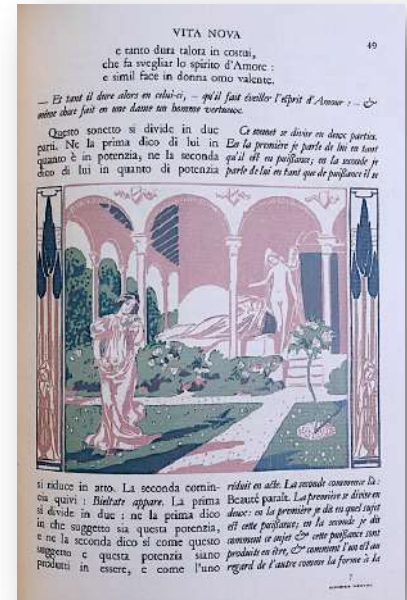 VITA NOVA
49
e tanto dura talora in costui,
che fa svegliar lo spirito d'Amore :
e simil face in donna omo valente.
— Et tant il dure alors en celui-ci, — qu'il fait éveiller l'esprit d'Amour : — &
même chose fait en une dame un homme vertueux.
Questo sonetto si divide in due
parti. Ne la prima dico di lui in
quanto è in potenzia, ne la seconda
dico di lui in quanto di potenzia
Ce sonnet se divise en deux parties.
En la première je parle de lui en tant
qu'il est en puissance; en la seconde je
parle de lui en tant que de puissance il se
si riduce in atto. La seconda comin-
cia quivi : Bieltate appare. La prima
si divide in due : ne la prima dico
in che suggetto sia questa potenzia,
e ne la seconda dico sì come questo
suggetto e questa potenzia siano
produtti in essere, e come l'uno
réduit en acte. La seconde commence là :
Beauté paraît. La première se divise en
deux : en la première je dis en quel sujet
est cette puissance; en la seconde je dis
comment ce sujet & cette puissance sont
produits en être, & comment l'un est au
regard de l'autre comme la forme à la
7